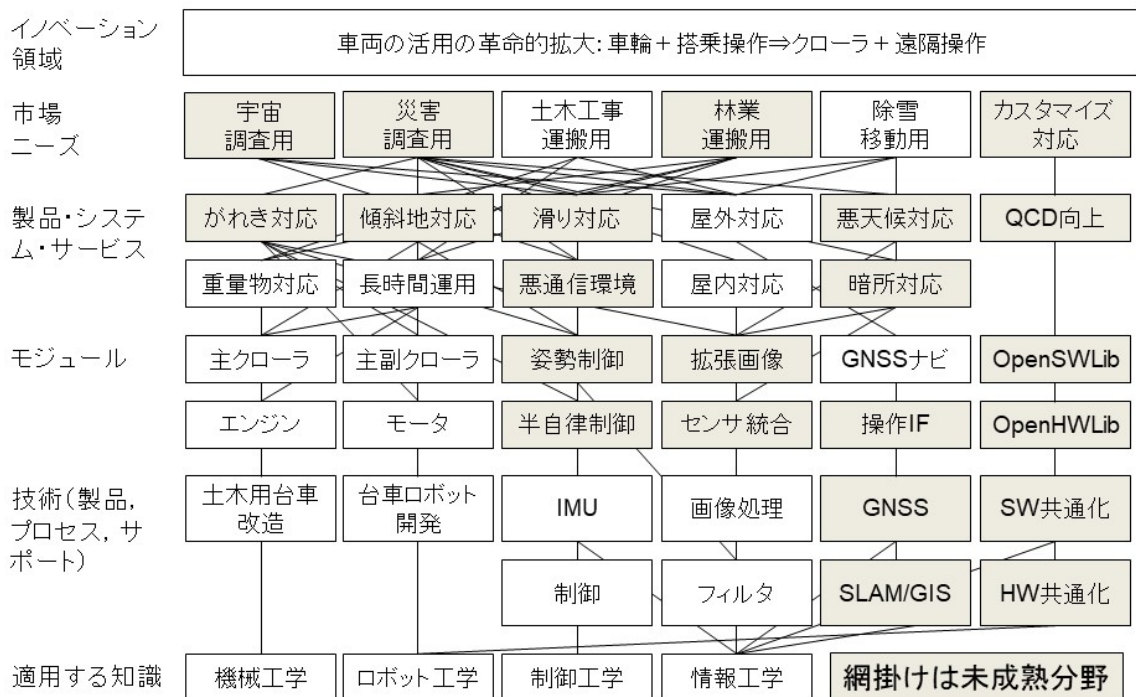 イノベーション
領域
車両の活用の革命的拡大: 車輪＋搭乗操作⇒クローラ＋遠隔操作
市場
ニーズ
宇宙
調査用
災害
調査用
土木工事
運搬用
林業
運搬用
除雪
移動用
カスタマイズ
対応
製品・システ
ム・サービス
がれき対応
傾斜地対応
滑り対応
屋外対応
悪天候対応
QCD向上
重量物対応
長時間運用
悪通信環境
屋内対応
暗所対応
モジュール
主クローラ
主副クローラ
姿勢制御
拡張画像
GNSSナビ
OpenSWLib
エンジン
モータ
半自律制御
センサ統合
操作IF
OpenHWLib
技術(製品,
プロセス, サ
ポート)
土木用台車
改造
台車ロボット
開発
IMU
画像処理
GNSS
SW共通化
制御
フィルタ
SLAM/GIS
HW共通化
適用する知識
機械工学
ロボット工学
制御工学
情報工学
網掛けは未成熟分野